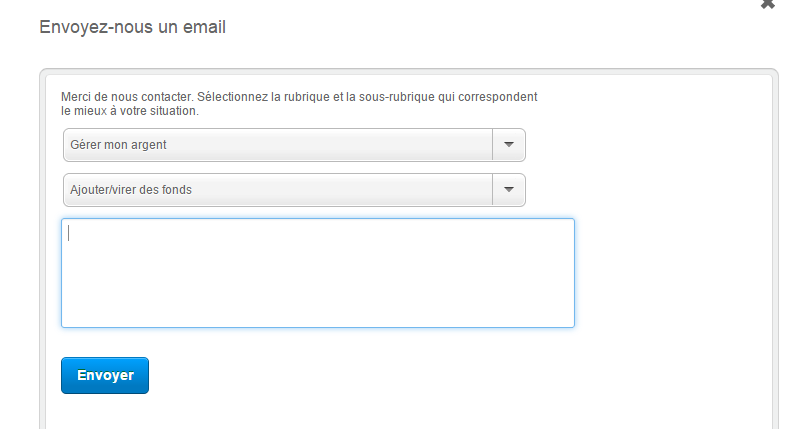 Envoyez-nous un email
Merci de nous contacter. Sélectionnez la rubrique et la sous-rubrique qui correspondent
le mieux à votre situation.
Gérer mon argent
Ajouter/virer des fonds
Envoyer